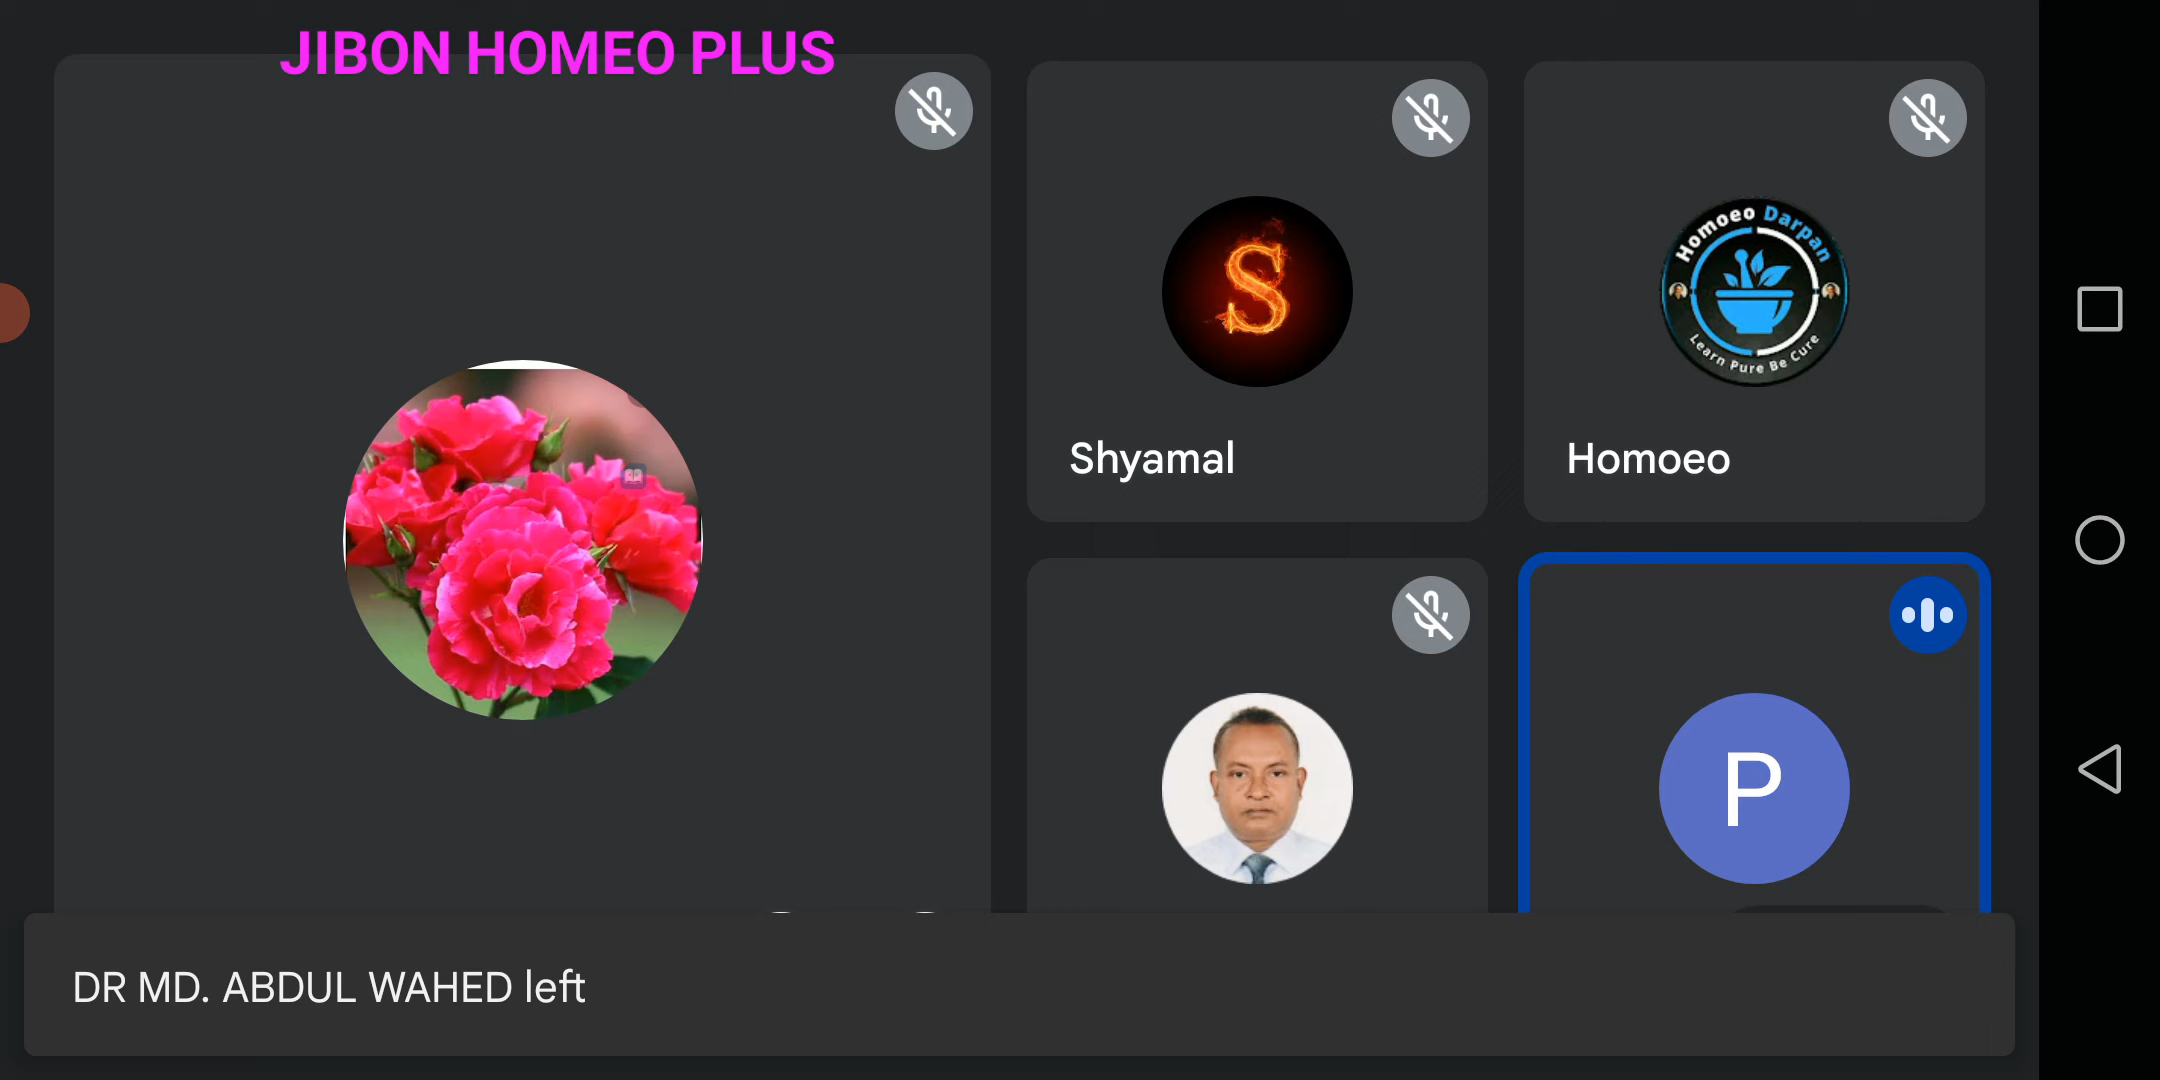 JIBON HOMEO PLUS
S
Shyamal
Homoeo Darpan
Learn Pure Be Cure
Homoeo
P
DR MD. ABDUL WAHED left